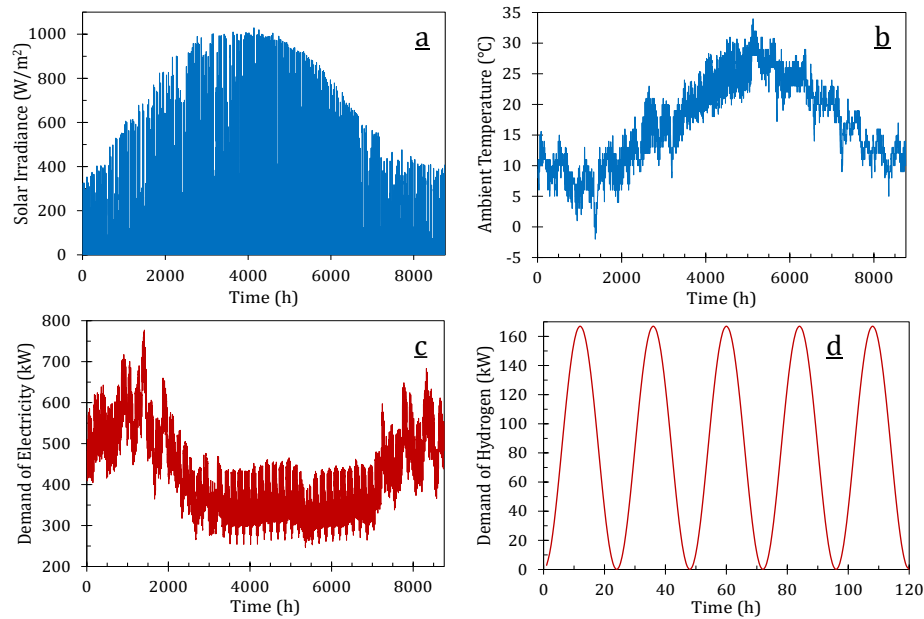 a
Solar Irradiance (W/m²)
1000
800
600
400
200
0
0 2000 4000 6000 8000
Time (h)
b
Ambient Temperature (°C)
35
30
25
20
15
10
5
0
-5
0 2000 4000 6000 8000
Time (h)
c
Demand of Electricity (kW)
800
700
600
500
400
300
200
0 2000 4000 6000 8000
Time (h)
d
Demand of Hydrogen (kW)
160
140
120
100
80
60
40
20
0
0 20 40 60 80 100 120
Time (h)